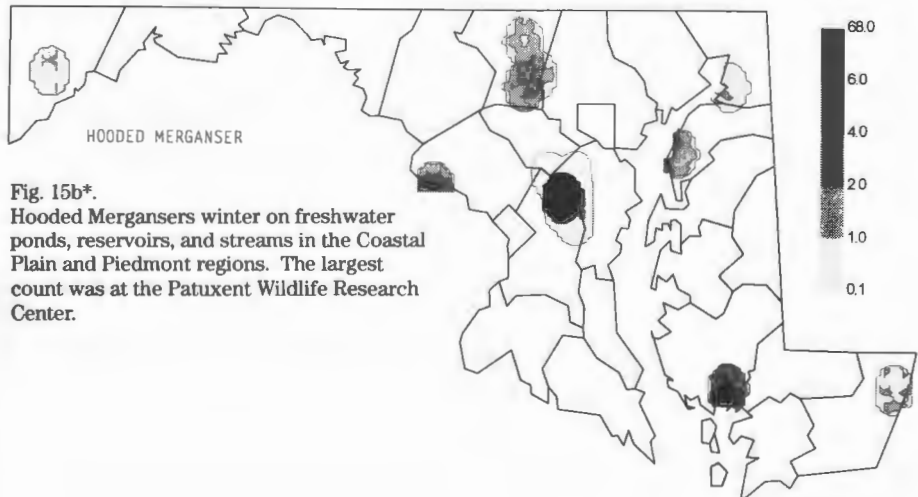 68.0
6.0
4.0
2.0
1.0
0.1
HOODED MERGANSER
Fig. 15b*.
Hooded Mergansers winter on freshwater
ponds, reservoirs, and streams in the Coastal
Plain and Piedmont regions. The largest
count was at the Patuxent Wildlife Research
Center.